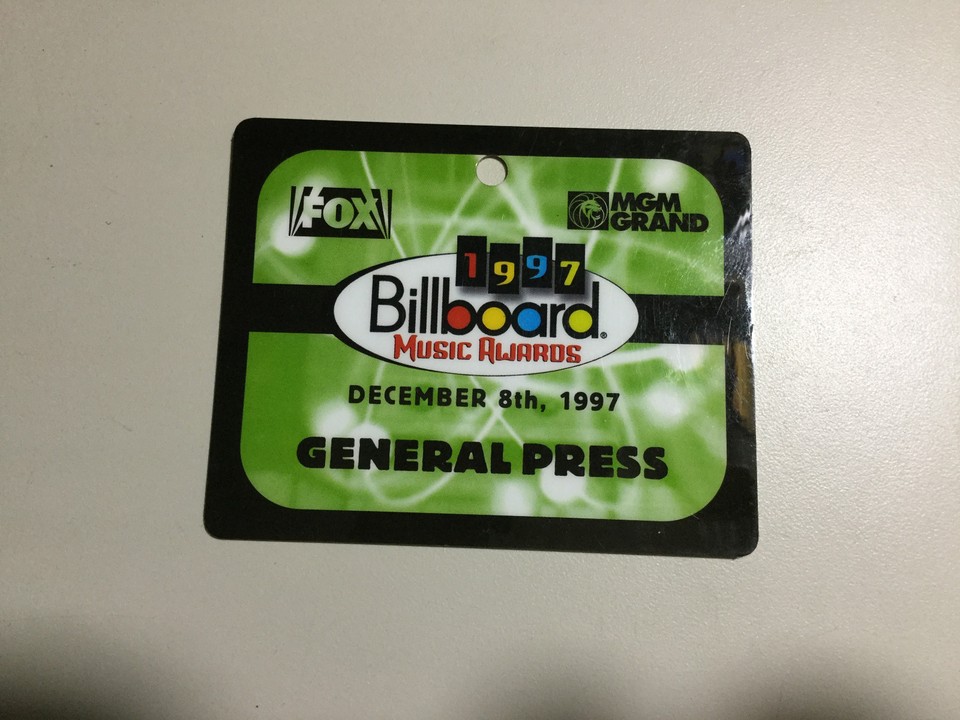 FOX
MGM
GRAND
1997
Billboard®
MUSIC AWARDS
DECEMBER 8th, 1997
GENERAL PRESS